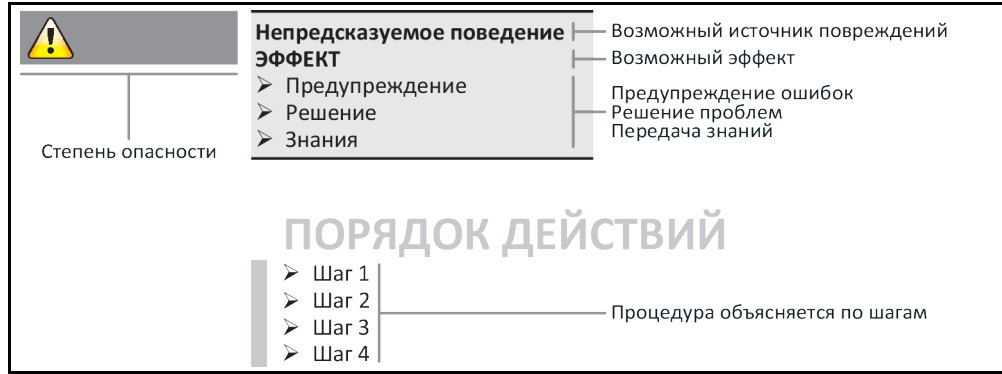 Непредсказуемое поведение
ЭФФЕКТ
➢ Предупреждение
➢ Решение
➢ Знания
Возможный источник повреждений
Возможный эффект
Предупреждение ошибок
Решение проблем
Передача знаний
Степень опасности
ПОРЯДОК ДЕЙСТВИЙ
➢ Шаг 1
➢ Шаг 2
➢ Шаг 3
➢ Шаг 4
Процедура объясняется по шагам